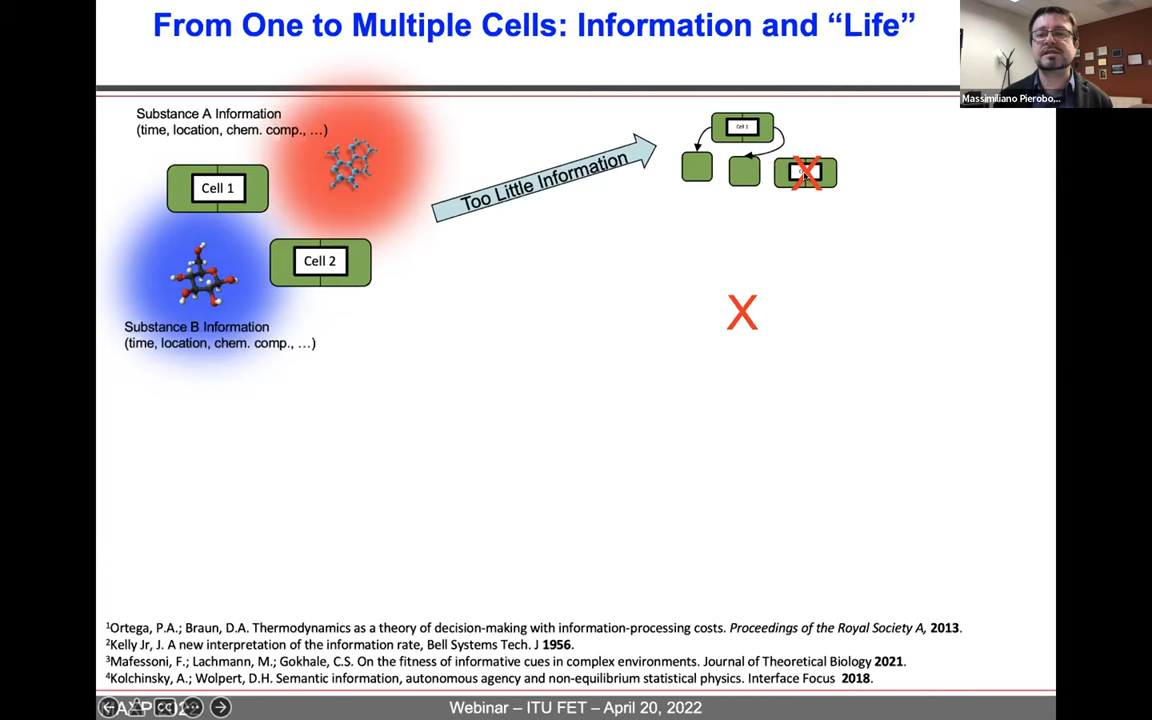 From One to Multiple Cells: Information and “Life”
Massimiliano Pierobo...
Substance A Information
(time, location, chem. comp., …)
Cell 1
Cell 2
Substance B Information
(time, location, chem. comp., …)
Too Little Information
Cell 1
X
X
¹Ortega, P.A.; Braun, D.A. Thermodynamics as a theory of decision-making with information-processing costs. Proceedings of the Royal Society A, 2013.
²Kelly Jr, J. A new interpretation of the information rate, Bell Systems Tech. J 1956.
³Mafessoni, F.; Lachmann, M.; Gokhale, C.S. On the fitness of informative cues in complex environments. Journal of Theoretical Biology 2021.
⁴Kolchinsky, A.; Wolpert, D.H. Semantic information, autonomous agency and non-equilibrium statistical physics. Interface Focus 2018.
Webinar – ITU FET – April 20, 2022